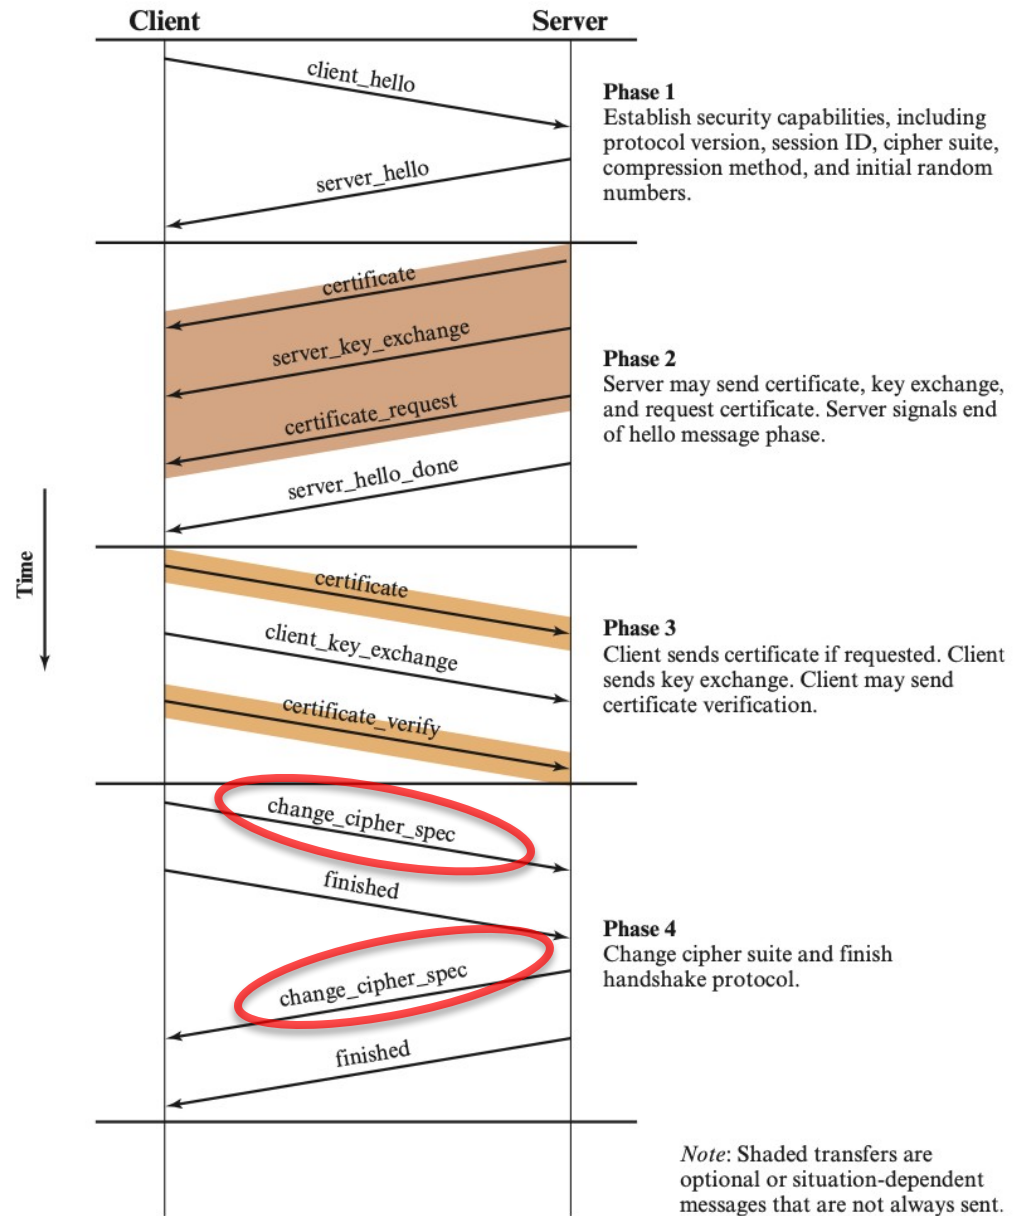 Client
Server
client_hello
server_hello
Phase 1
Establish security capabilities, including
protocol version, session ID, cipher suite,
compression method, and initial random
numbers.
certificate
server_key_exchange
certificate_request
server_hello_done
Phase 2
Server may send certificate, key exchange,
and request certificate. Server signals end
of hello message phase.
Time
certificate
client_key_exchange
certificate_verify
Phase 3
Client sends certificate if requested. Client
sends key exchange. Client may send
certificate verification.
change_cipher_spec
finished
change_cipher_spec
finished
Phase 4
Change cipher suite and finish
handshake protocol.
Note: Shaded transfers are
optional or situation-dependent
messages that are not always sent.